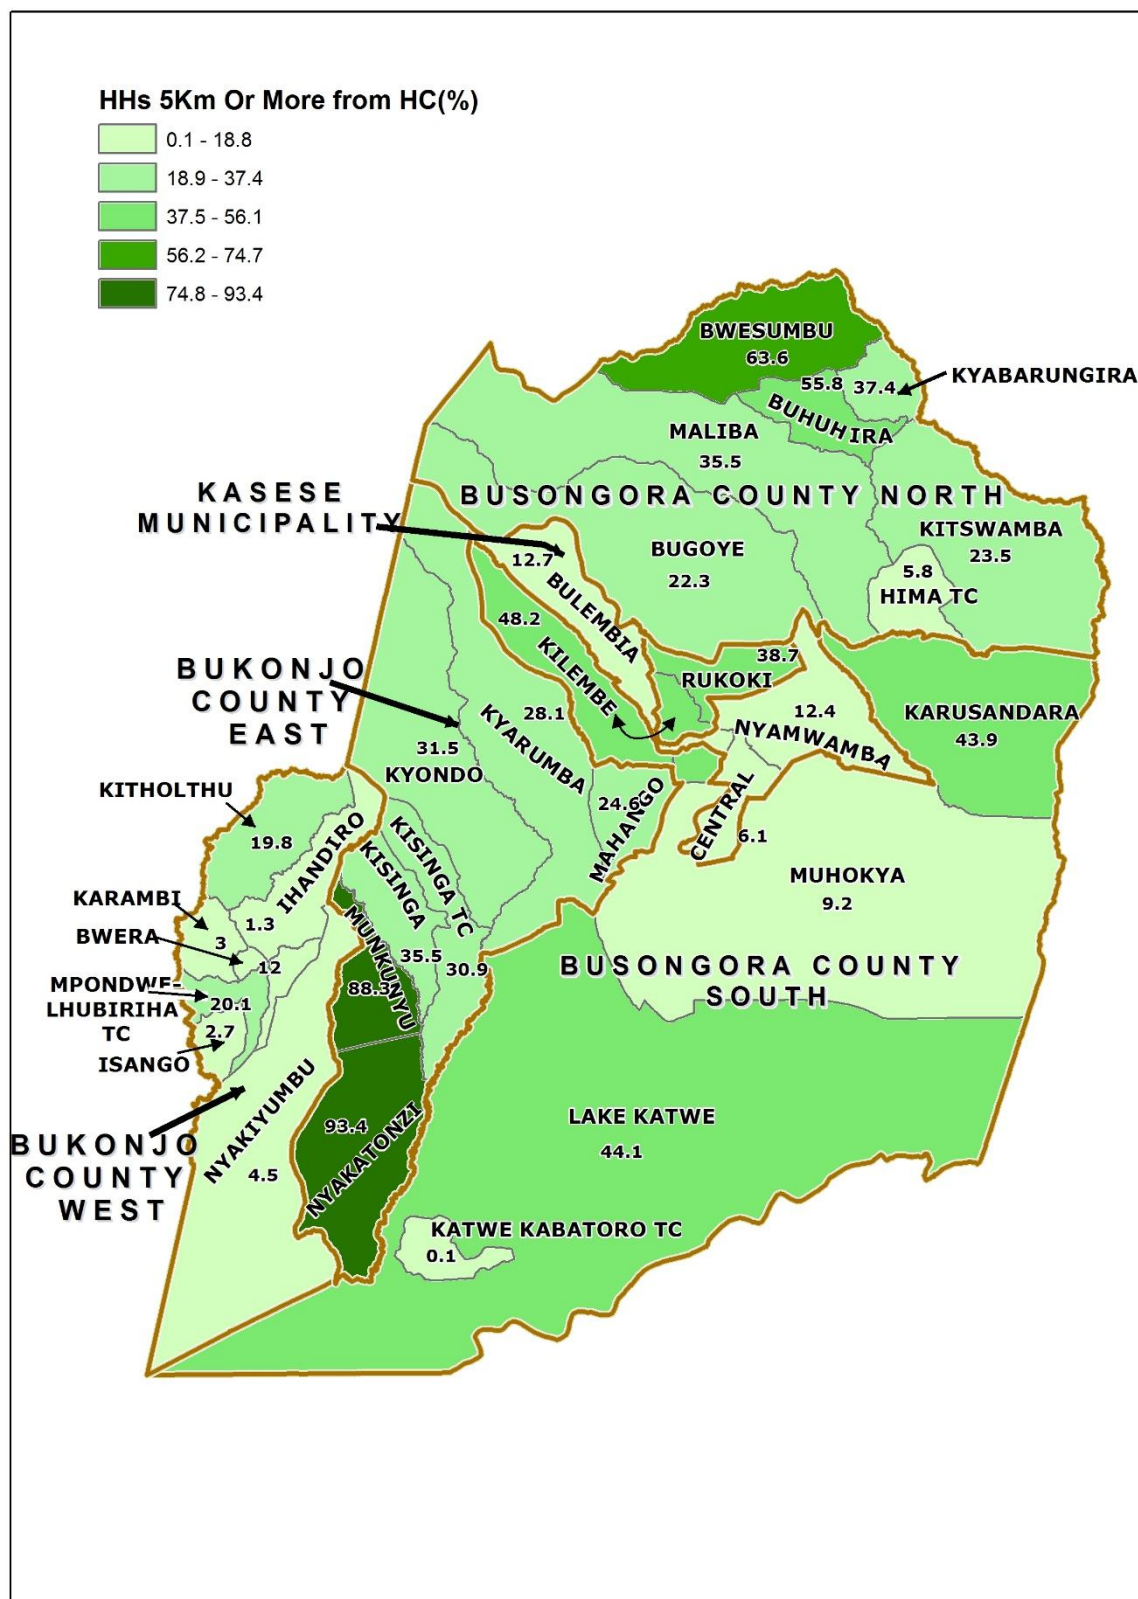 HHs 5Km Or More from HC(%)
0.1 - 18.8
18.9 - 37.4
37.5 - 56.1
56.2 - 74.7
74.8 - 93.4
BWESUMBU
63.6
55.8
37.4
KYABARUNGIRA
BUHUHIRA
MALIBA
35.5
KASESE
MUNICIPALITY
BUSONGORA COUNTY NORTH
KITSWAMBA
23.5
12.7
BUGOYE
22.3
5.8
HIMA TC
BULEMBIA
48.2
KILEMBE
38.7
RUKOKI
BUKONJO
COUNTY
EAST
28.1
KYARUMBA
12.4
NYAMWAMBA
KARUSANDARA
43.9
31.5
KYONDO
24.6
MAHANGO
CENTRAL
6.1
KITHOLTHU
19.8
IHANDIRO
1.3
KISINGA TC
KISINGA
MUHOKYA
9.2
KARAMBI
3
BWERA
12
MUNKUNYU
88.3
35.5
30.9
BUSONGORA COUNTY
SOUTH
MPONDWE-
LHUBIRIHA
TC
20.1
2.7
ISANGO
NYAKIYUMBU
4.5
BUKONJO
COUNTY
WEST
93.4
NYAKATONZI
LAKE KATWE
44.1
KATWE KABATORO TC
0.1